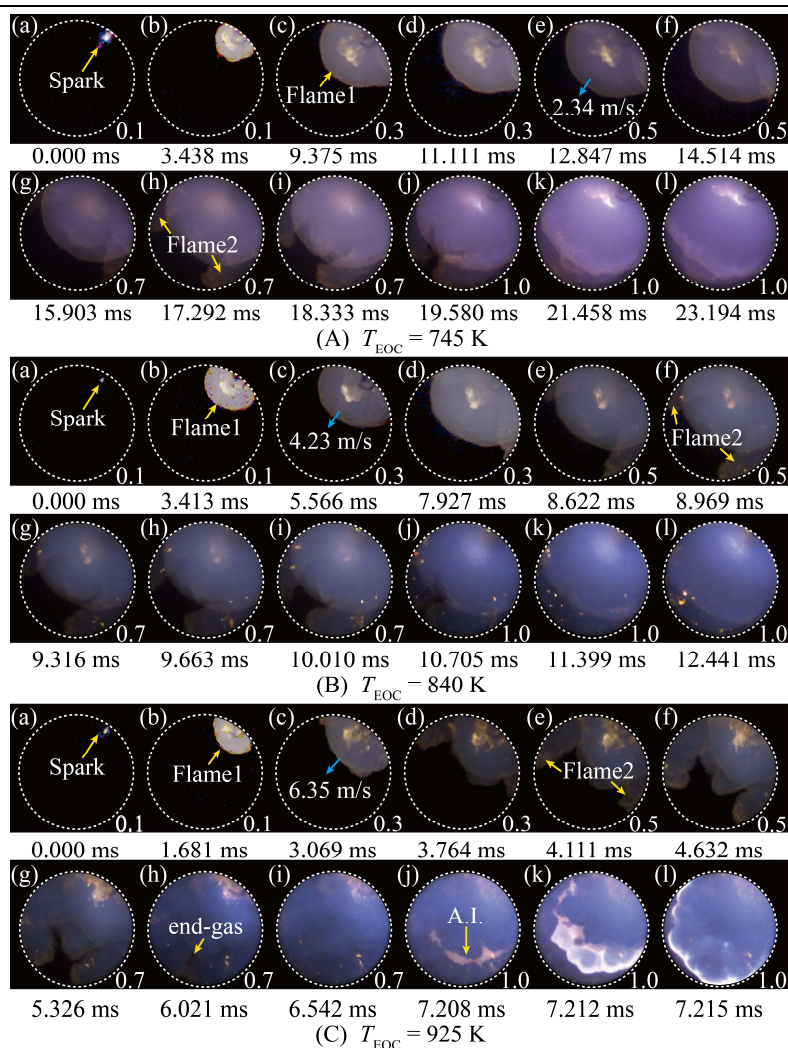 (a) (b) (c) (d) (e) (f)
Spark Flame1 2.34 m/s
0.1 0.1 0.3 0.3 0.5 0.5
0.000 ms 3.438 ms 9.375 ms 11.111 ms 12.847 ms 14.514 ms
(g) (h) (i) (j) (k) (l)
Flame2
0.7 0.7 0.7 1.0 1.0 1.0
15.903 ms 17.292 ms 18.333 ms 19.580 ms 21.458 ms 23.194 ms
(A) T_EOC = 745 K
(a) (b) (c) (d) (e) (f)
Spark Flame1 4.23 m/s Flame2
0.1 0.1 0.3 0.3 0.5 0.5
0.000 ms 3.413 ms 5.566 ms 7.927 ms 8.622 ms 8.969 ms
(g) (h) (i) (j) (k) (l)
0.7 0.7 0.7 1.0 1.0 1.0
9.316 ms 9.663 ms 10.010 ms 10.705 ms 11.399 ms 12.441 ms
(B) T_EOC = 840 K
(a) (b) (c) (d) (e) (f)
Spark Flame1 6.35 m/s Flame2
0.1 0.1 0.3 0.3 0.5 0.5
0.000 ms 1.681 ms 3.069 ms 3.764 ms 4.111 ms 4.632 ms
(g) (h) (i) (j) (k) (l)
end-gas A.I.
0.7 0.7 0.7 1.0 1.0 1.0
5.326 ms 6.021 ms 6.542 ms 7.208 ms 7.212 ms 7.215 ms
(C) T_EOC = 925 K